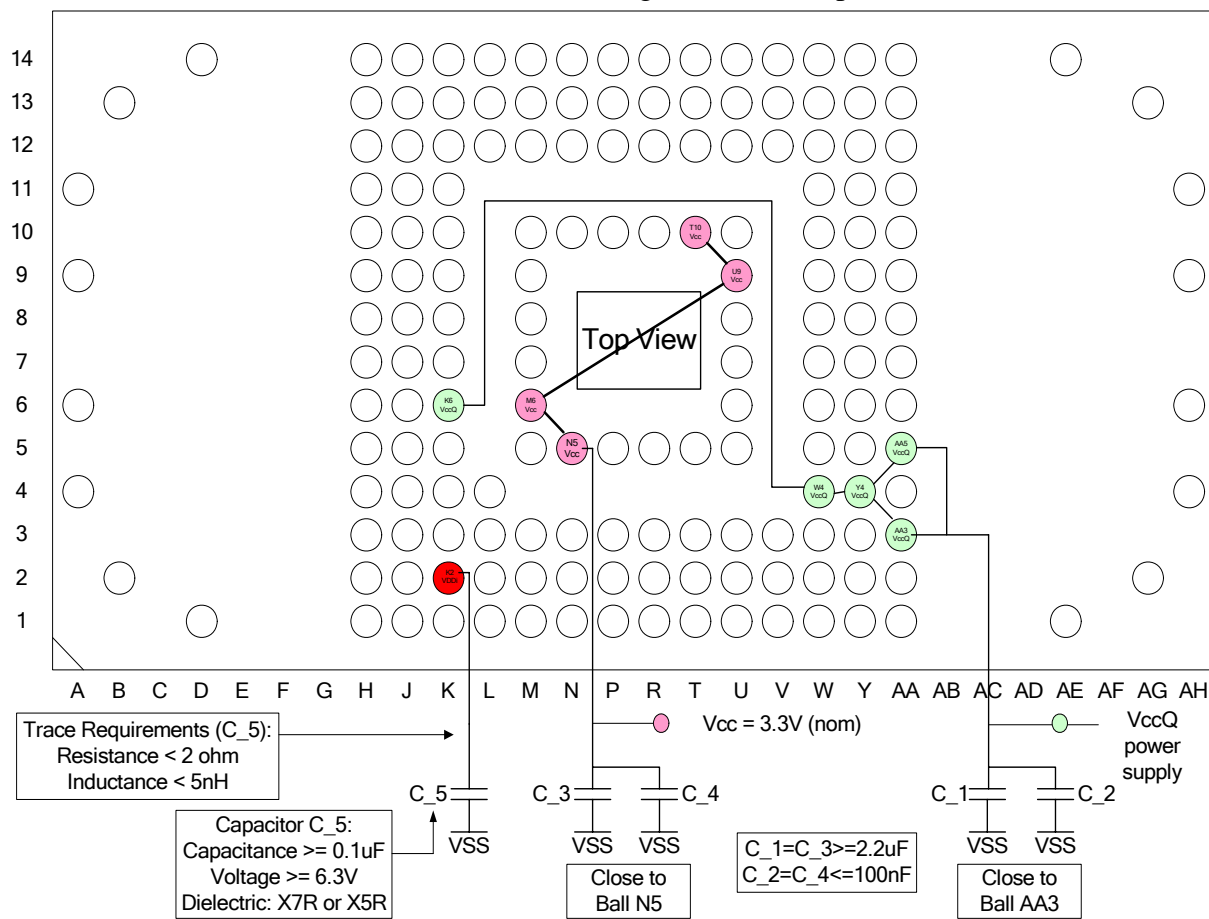 14
13
12
11
10
9
8
7
6
5
4
3
2
1
T10
Vcc
U9
Vcc
Top View
K6
VccQ
M6
Vcc
N5
Vcc
AA5
VccQ
W4
VccQ
Y4
VccQ
AA3
VccQ
K2
VDDi
A B C D E F G H J K L M N P R T U V W Y AA AB AC AD AE AF AG AH
Trace Requirements (C_5):
Resistance < 2 ohm
Inductance < 5nH
Vcc = 3.3V (nom)
VccQ
power
supply
C_5
C_3
C_4
C_1
C_2
Capacitor C_5:
Capacitance >= 0.1uF
Voltage >= 6.3V
Dielectric: X7R or X5R
VSS
VSS
VSS
VSS
VSS
C_1=C_3>=2.2uF
C_2=C_4<=100nF
Close to
Ball N5
Close to
Ball AA3